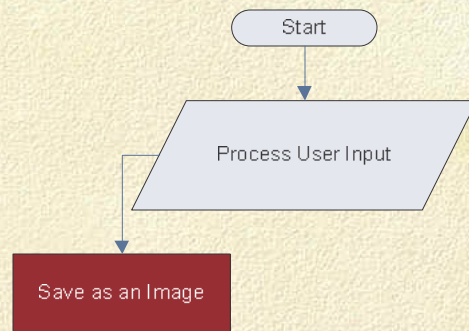 Start
Process User Input
Save as an Image